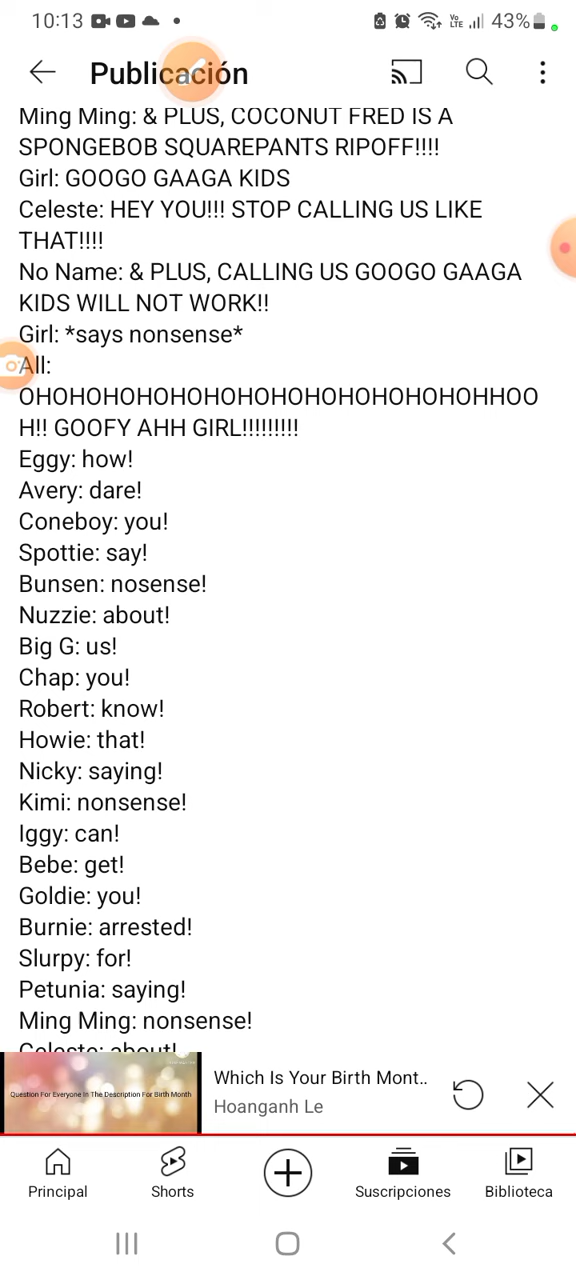 10:13
Vo
LTE
43%
Publicación
Ming Ming: & PLUS, COCONUT FRED IS A
SPONGEBOB SQUAREPANTS RIPOFF!!!!
Girl: GOOGO GAAGA KIDS
Celeste: HEY YOU!!! STOP CALLING US LIKE
THAT!!!!
No Name: & PLUS, CALLING US GOOGO GAAGA
KIDS WILL NOT WORK!!
Girl: *says nonsense*
All:
OHOHOHOHOHOHOHOHOHOHOHOHOHOHHOO
H!! GOOFY AHH GIRL!!!!!!!!!
Eggy: how!
Avery: dare!
Coneboy: you!
Spottie: say!
Bunsen: nosense!
Nuzzie: about!
Big G: us!
Chap: you!
Robert: know!
Howie: that!
Nicky: saying!
Kimi: nonsense!
Iggy: can!
Bebe: get!
Goldie: you!
Burnie: arrested!
Slurpy: for!
Petunia: saying!
Ming Ming: nonsense!
Celeste: about!
Question For Everyone In The Description For Birth Month
Which Is Your Birth Mont..
Hoanganh Le
Principal
Shorts
Suscripciones
Biblioteca